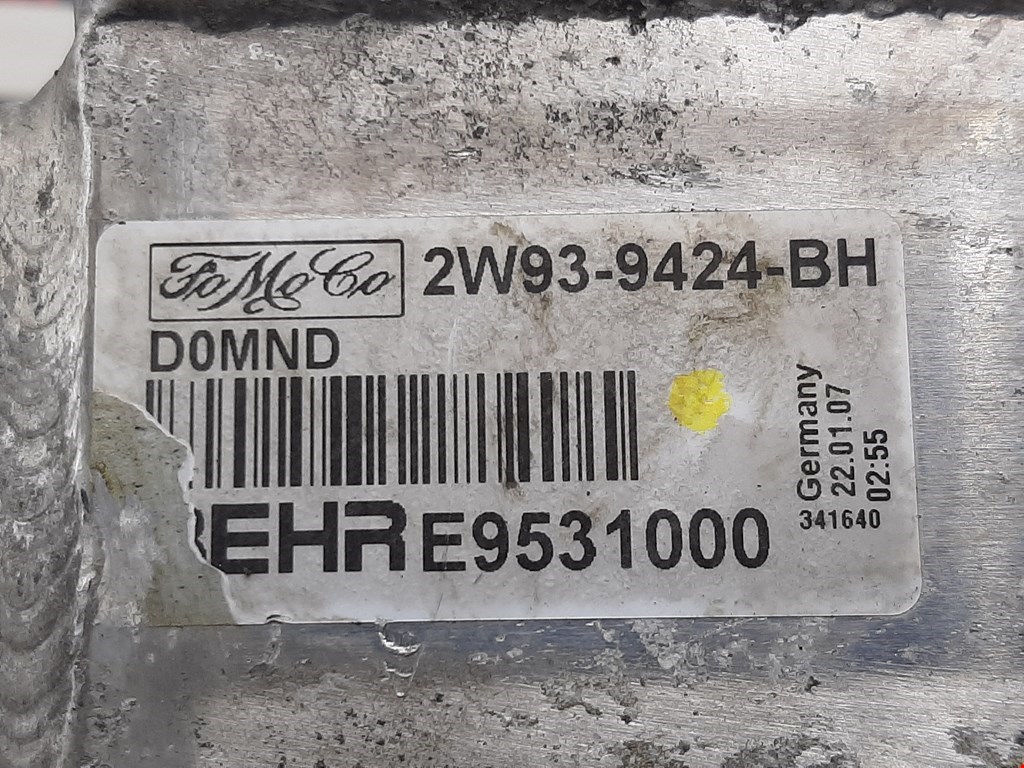 FoMoCo 2W93-9424-BH
D0MND
BEHR E9531000
Germany
22.01.07
02:55
341640